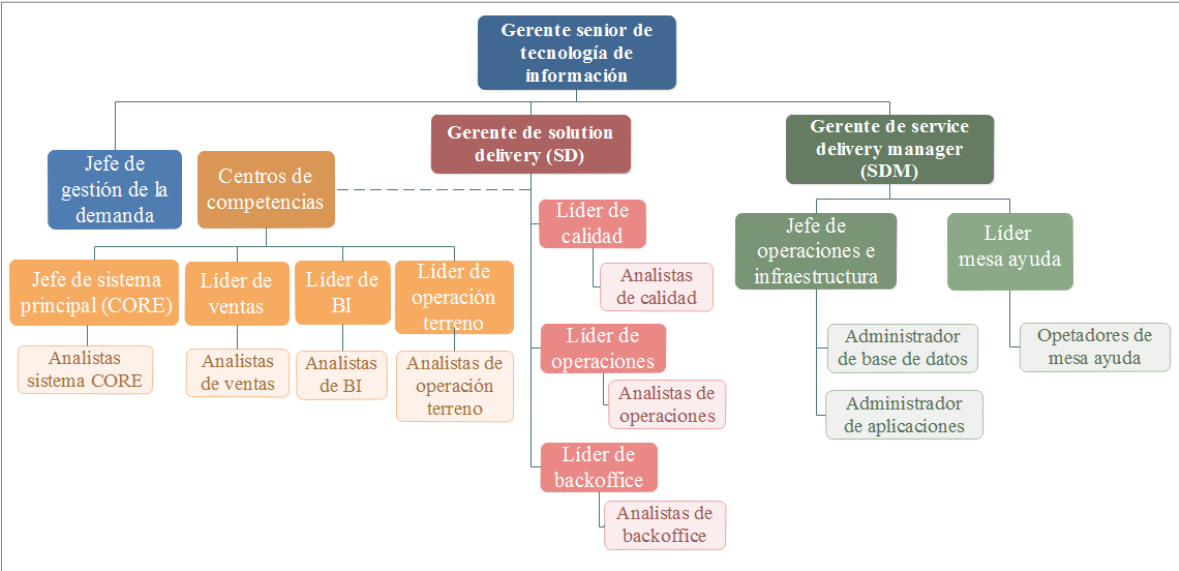 Gerente senior de
tecnología de
información
Jefe de
gestión de la
demanda
Centros de
competencias
Gerente de solution
delivery (SD)
Gerente de service
delivery manager
(SDM)
Jefe de sistema
principal (CORE)
Líder de
ventas
Líder de
BI
Líder de
operación
terreno
Analistas
sistema CORE
Analistas
de ventas
Analistas
de BI
Analistas de
operación
terreno
Líder de
calidad
Analistas
de calidad
Líder de
operaciones
Analistas de
operaciones
Líder de
backoffice
Analistas de
backoffice
Jefe de
operaciones e
infraestructura
Administrador
de base de datos
Administrador
de aplicaciones
Líder
mesa ayuda
Opetadores de
mesa ayuda